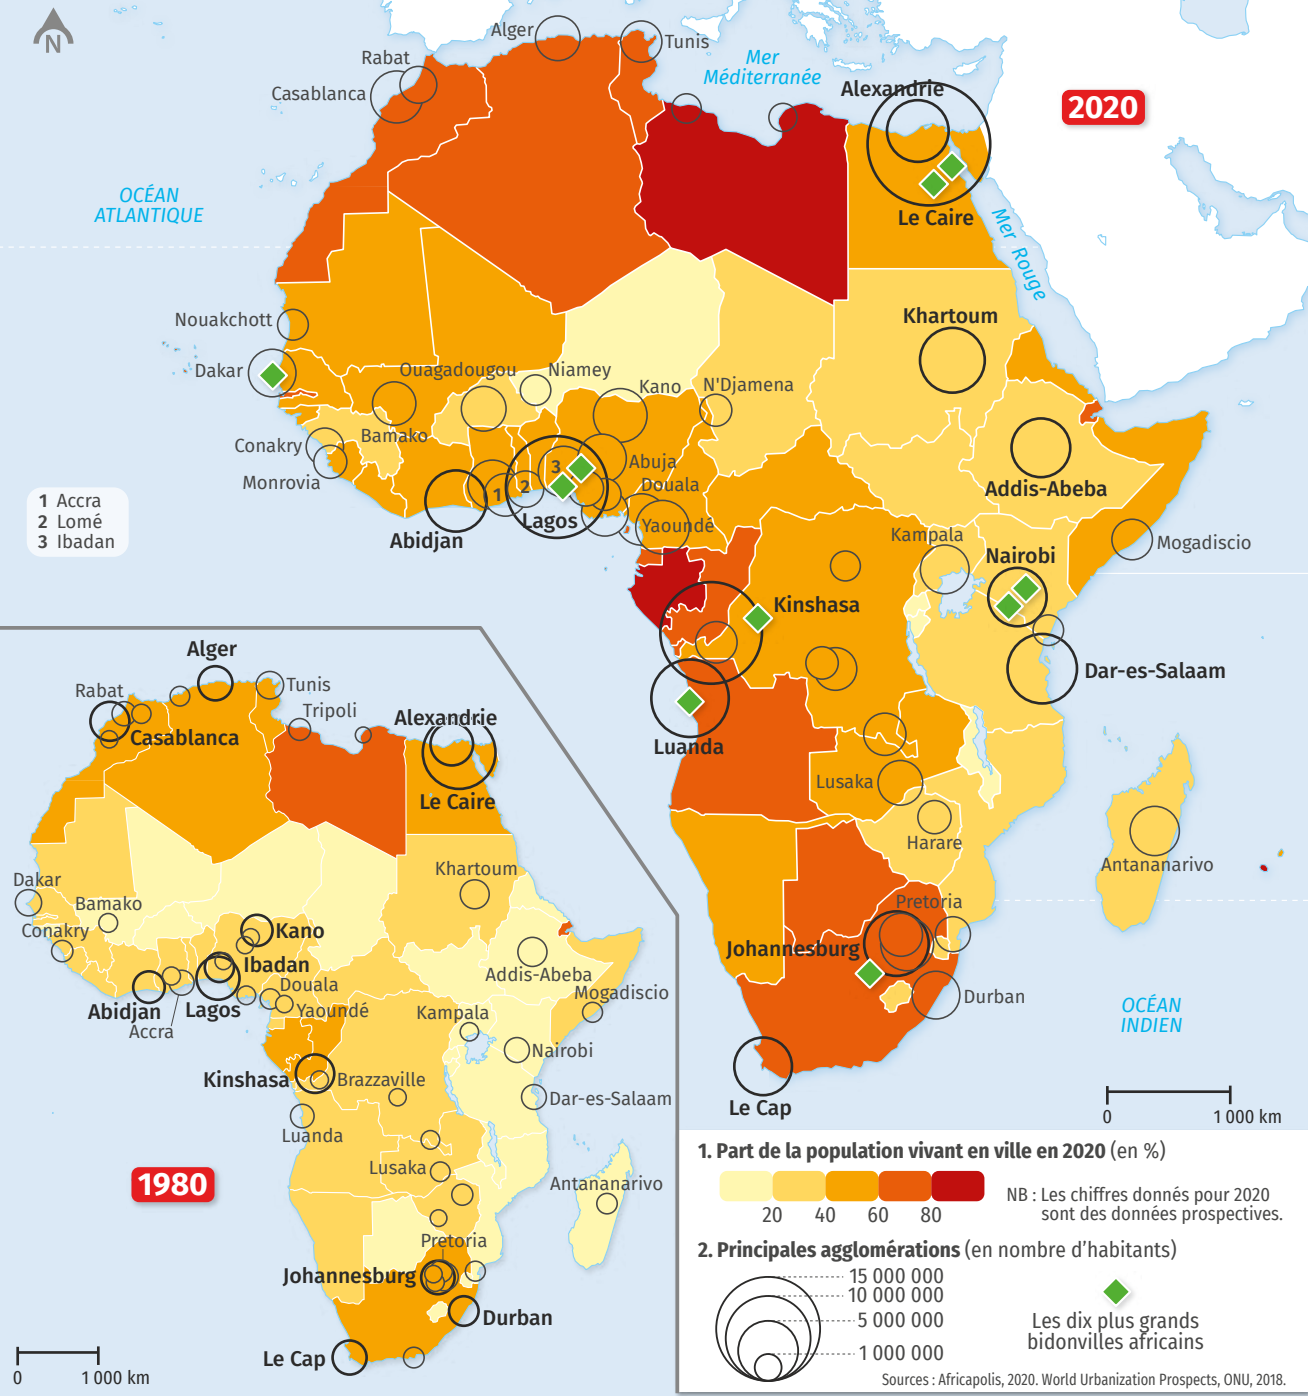 N
2020
Alger
Tunis
Rabat
Casablanca
Mer
Méditerranée
Alexandrie
Le Caire
OCÉAN
ATLANTIQUE
Mer Rouge
Nouakchott
Khartoum
Dakar
Ouagadougou
Niamey
Kano
N'Djamena
Bamako
Conakry
Monrovia
3
Abuja
1
2
Douala
Lagos
Yaoundé
Abidjan
Addis-Abeba
1 Accra
2 Lomé
3 Ibadan
Kampala
Nairobi
Mogadiscio
Kinshasa
Dar-es-Salaam
Luanda
Lusaka
Harare
Antananarivo
Pretoria
Johannesburg
Durban
OCÉAN
INDIEN
Le Cap
0
1 000 km
Alger
Rabat
Tunis
Tripoli
Casablanca
Alexandrie
Le Caire
Khartoum
Dakar
Bamako
Conakry
Kano
Ibadan
Addis-Abeba
Abidjan
Lagos
Douala
Mogadiscio
Accra
Yaoundé
Kampala
Nairobi
Kinshasa
Brazzaville
Dar-es-Salaam
Luanda
Lusaka
1980
Antananarivo
Pretoria
Johannesburg
Durban
Le Cap
0
1 000 km
1. Part de la population vivant en ville en 2020 (en %)
20 40 60 80
NB : Les chiffres donnés pour 2020
sont des données prospectives.
2. Principales agglomérations (en nombre d'habitants)
15 000 000
10 000 000
5 000 000
1 000 000
Les dix plus grands
bidonvilles africains
Sources : Africapolis, 2020. World Urbanization Prospects, ONU, 2018.